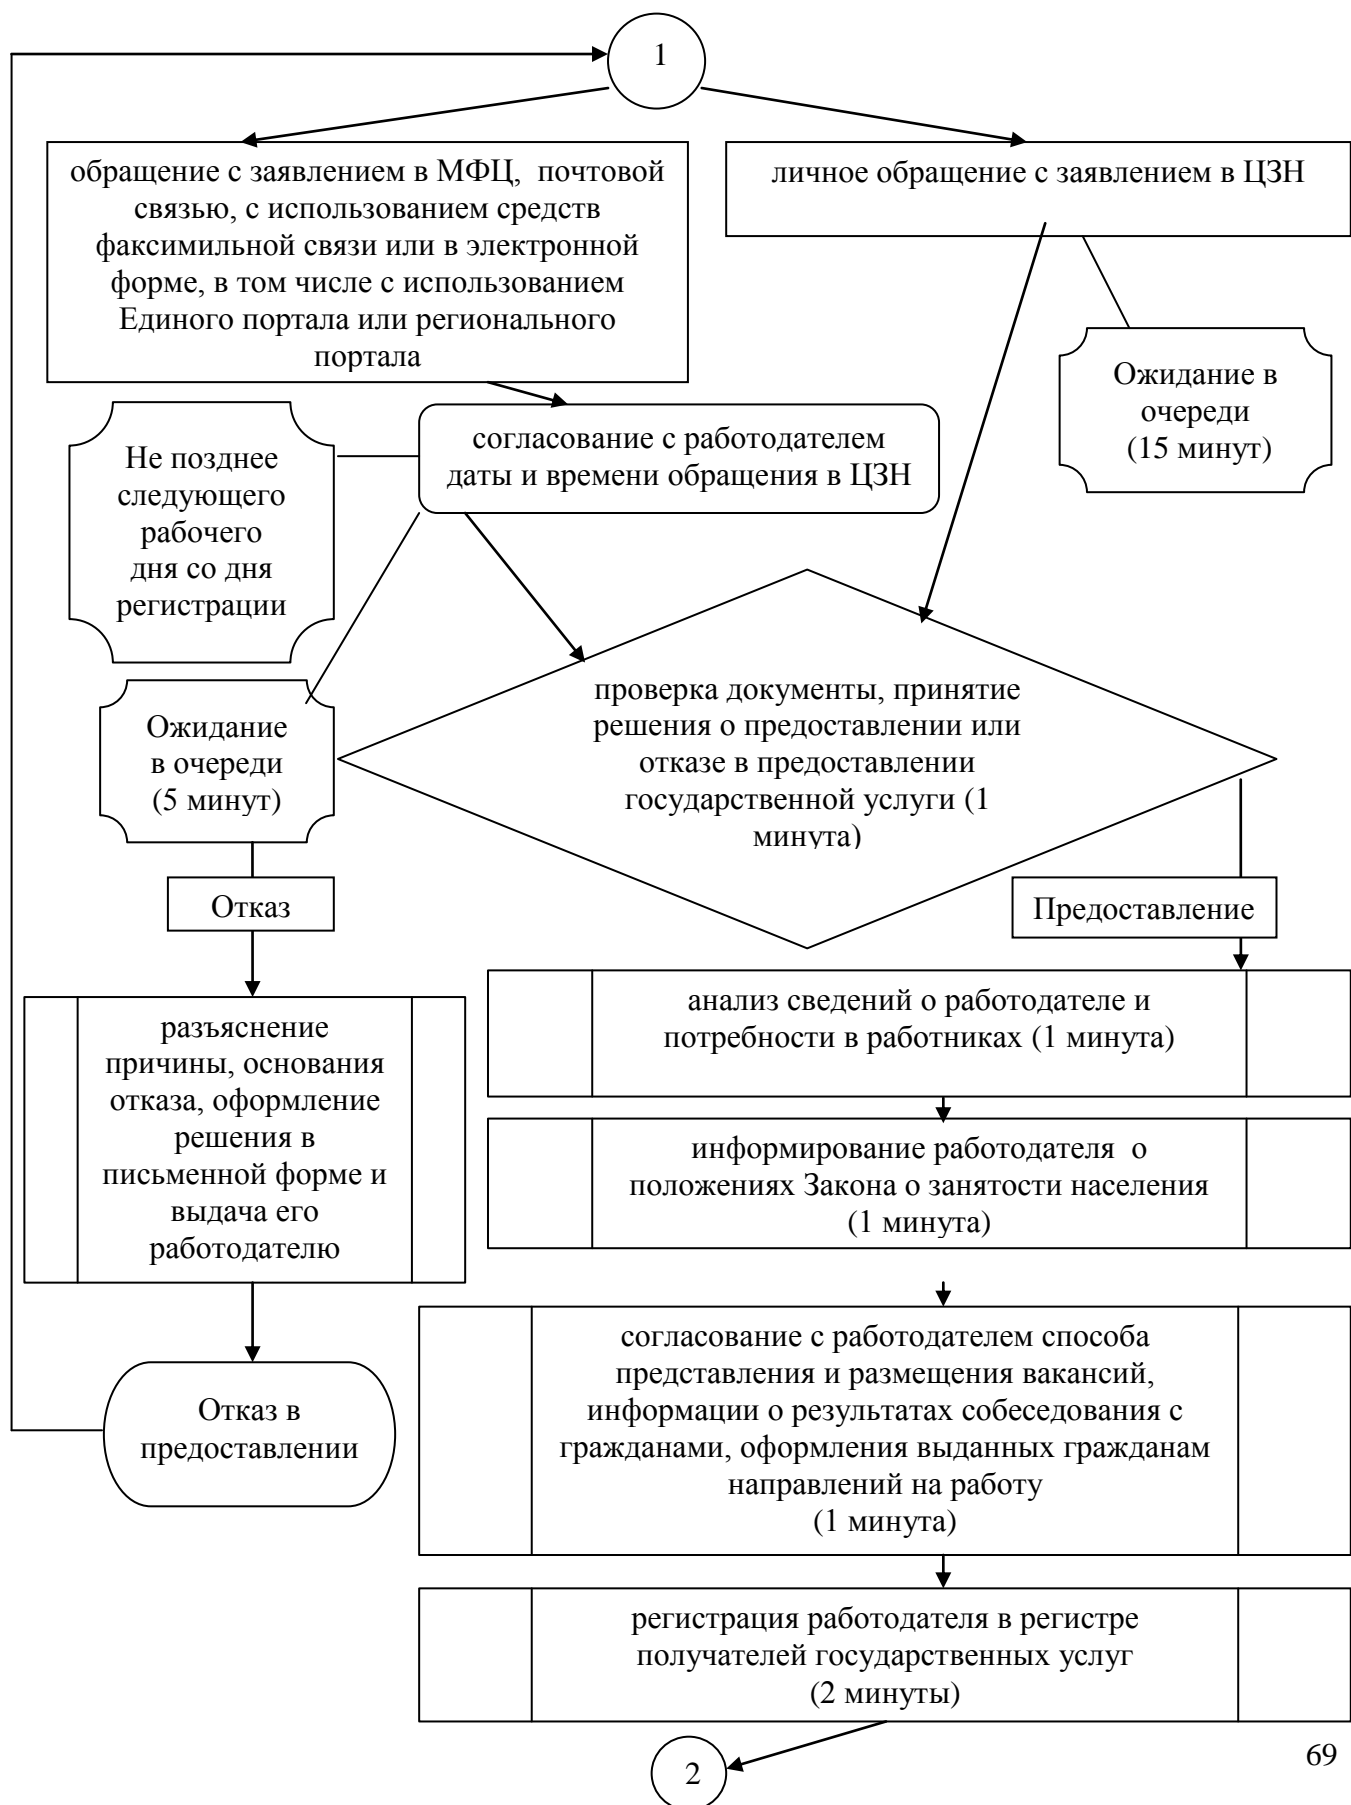 1
обращение с заявлением в МФЦ, почтовой
связью, с использованием средств
факсимильной связи или в электронной
форме, в том числе с использованием
Единого портала или регионального
портала
личное обращение с заявлением в ЦЗН
Ожидание в
очереди
(15 минут)
согласование с работодателем
даты и времени обращения в ЦЗН
Не позднее
следующего
рабочего
дня со дня
регистрации
Ожидание
в очереди
(5 минут)
проверка документы, принятие
решения о предоставлении или
отказе в предоставлении
государственной услуги (1
минута)
Отказ
Предоставление
разъяснение
причины, основания
отказа, оформление
решения в
письменной форме и
выдача его
работодателю
Отказ в
предоставлении
анализ сведений о работодателе и
потребности в работниках (1 минута)
информирование работодателя о
положениях Закона о занятости населения
(1 минута)
согласование с работодателем способа
представления и размещения вакансий,
информации о результатах собеседования с
гражданами, оформления выданных гражданам
направлений на работу
(1 минута)
регистрация работодателя в регистре
получателей государственных услуг
(2 минуты)
2
69